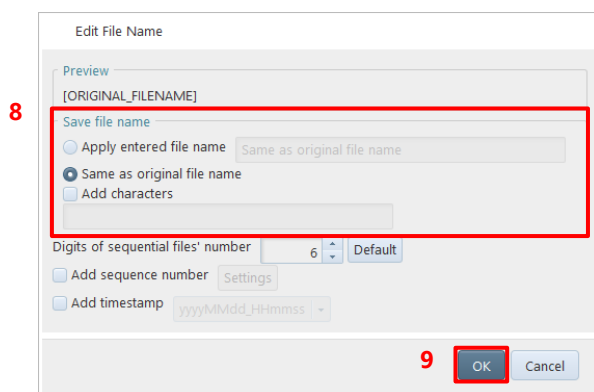 Edit File Name
Preview
[ORIGINAL_FILENAME]
8
Save file name
Apply entered file name Same as original file name
Same as original file name
Add characters
Digits of sequential files' number 6 Default
Add sequence number Settings
Add timestamp yyyyMMdd_HHmmss
9 OK Cancel